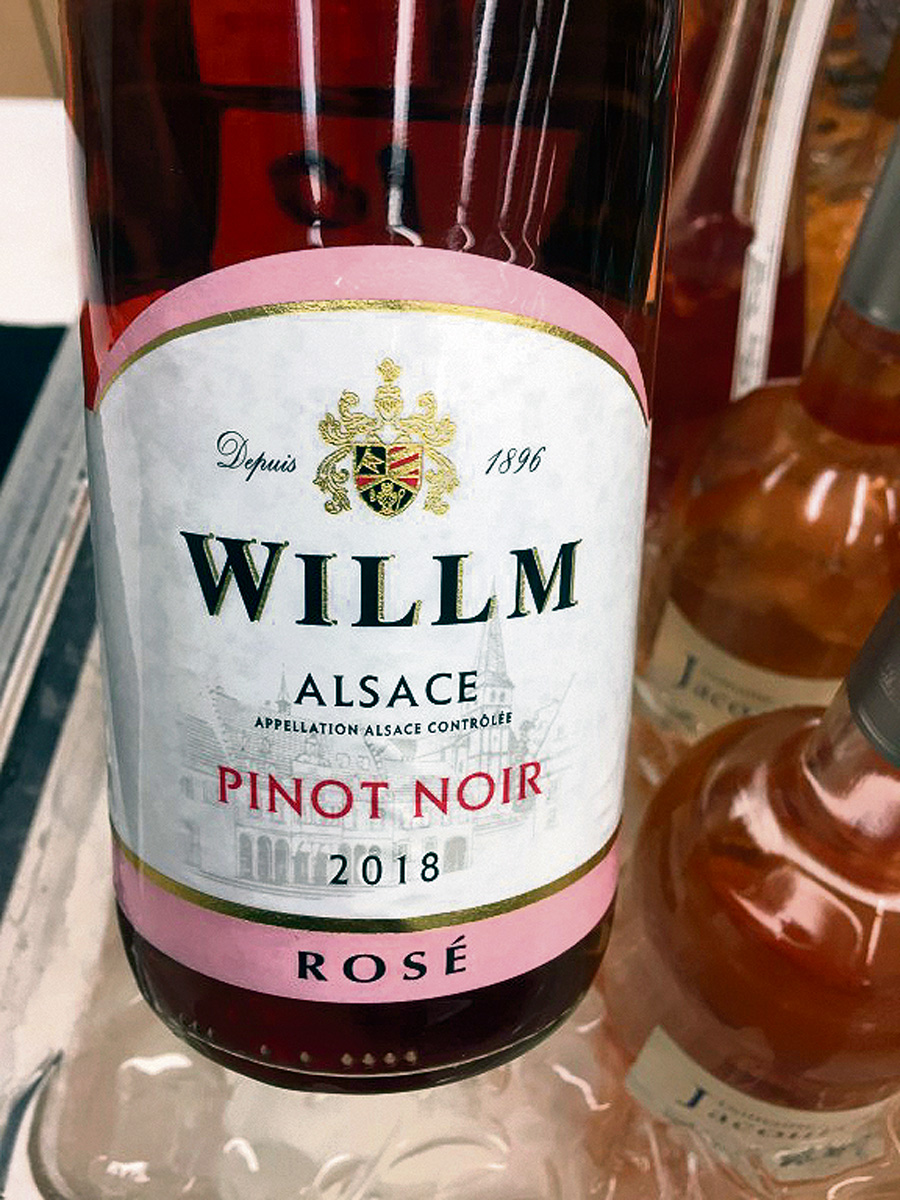 Depuis 1896
WILLM
ALSACE
APPELLATION ALSACE CONTRÔLÉE
PINOT NOIR
2018
ROSÉ